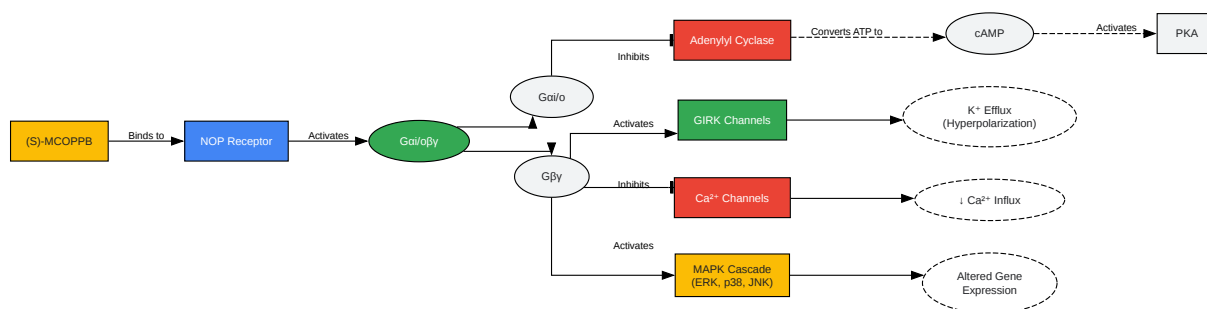 (S)-MCOPPB
Binds to
NOP Receptor
Activates
Gαi/oβγ
Gαi/o
Inhibits
Adenylyl Cyclase
Converts ATP to
cAMP
Activates
PKA
Gβγ
Activates
GIRK Channels
K⁺ Efflux
(Hyperpolarization)
Inhibits
Ca²⁺ Channels
↓ Ca²⁺ Influx
Activates
MAPK Cascade
(ERK, p38, JNK)
Altered Gene
Expression